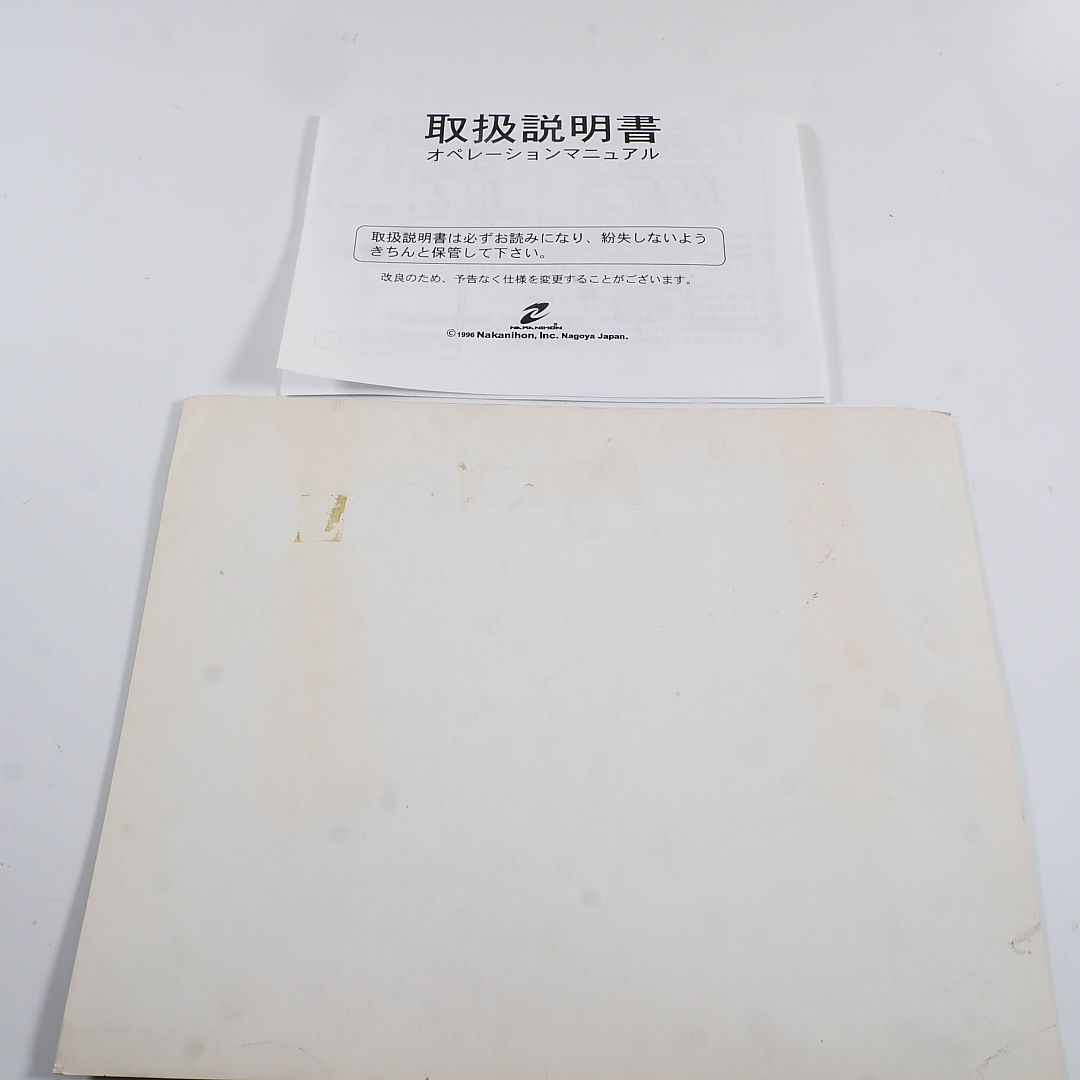 取扱説明書
オペレーションマニュアル
取扱説明書は必ずお読みになり、紛失しないよう
きちんと保管して下さい。
改良のため、予告なく仕様を変更することがございます。
NAKANIHON
©1996 Nakanihon, Inc. Nagoya Japan.